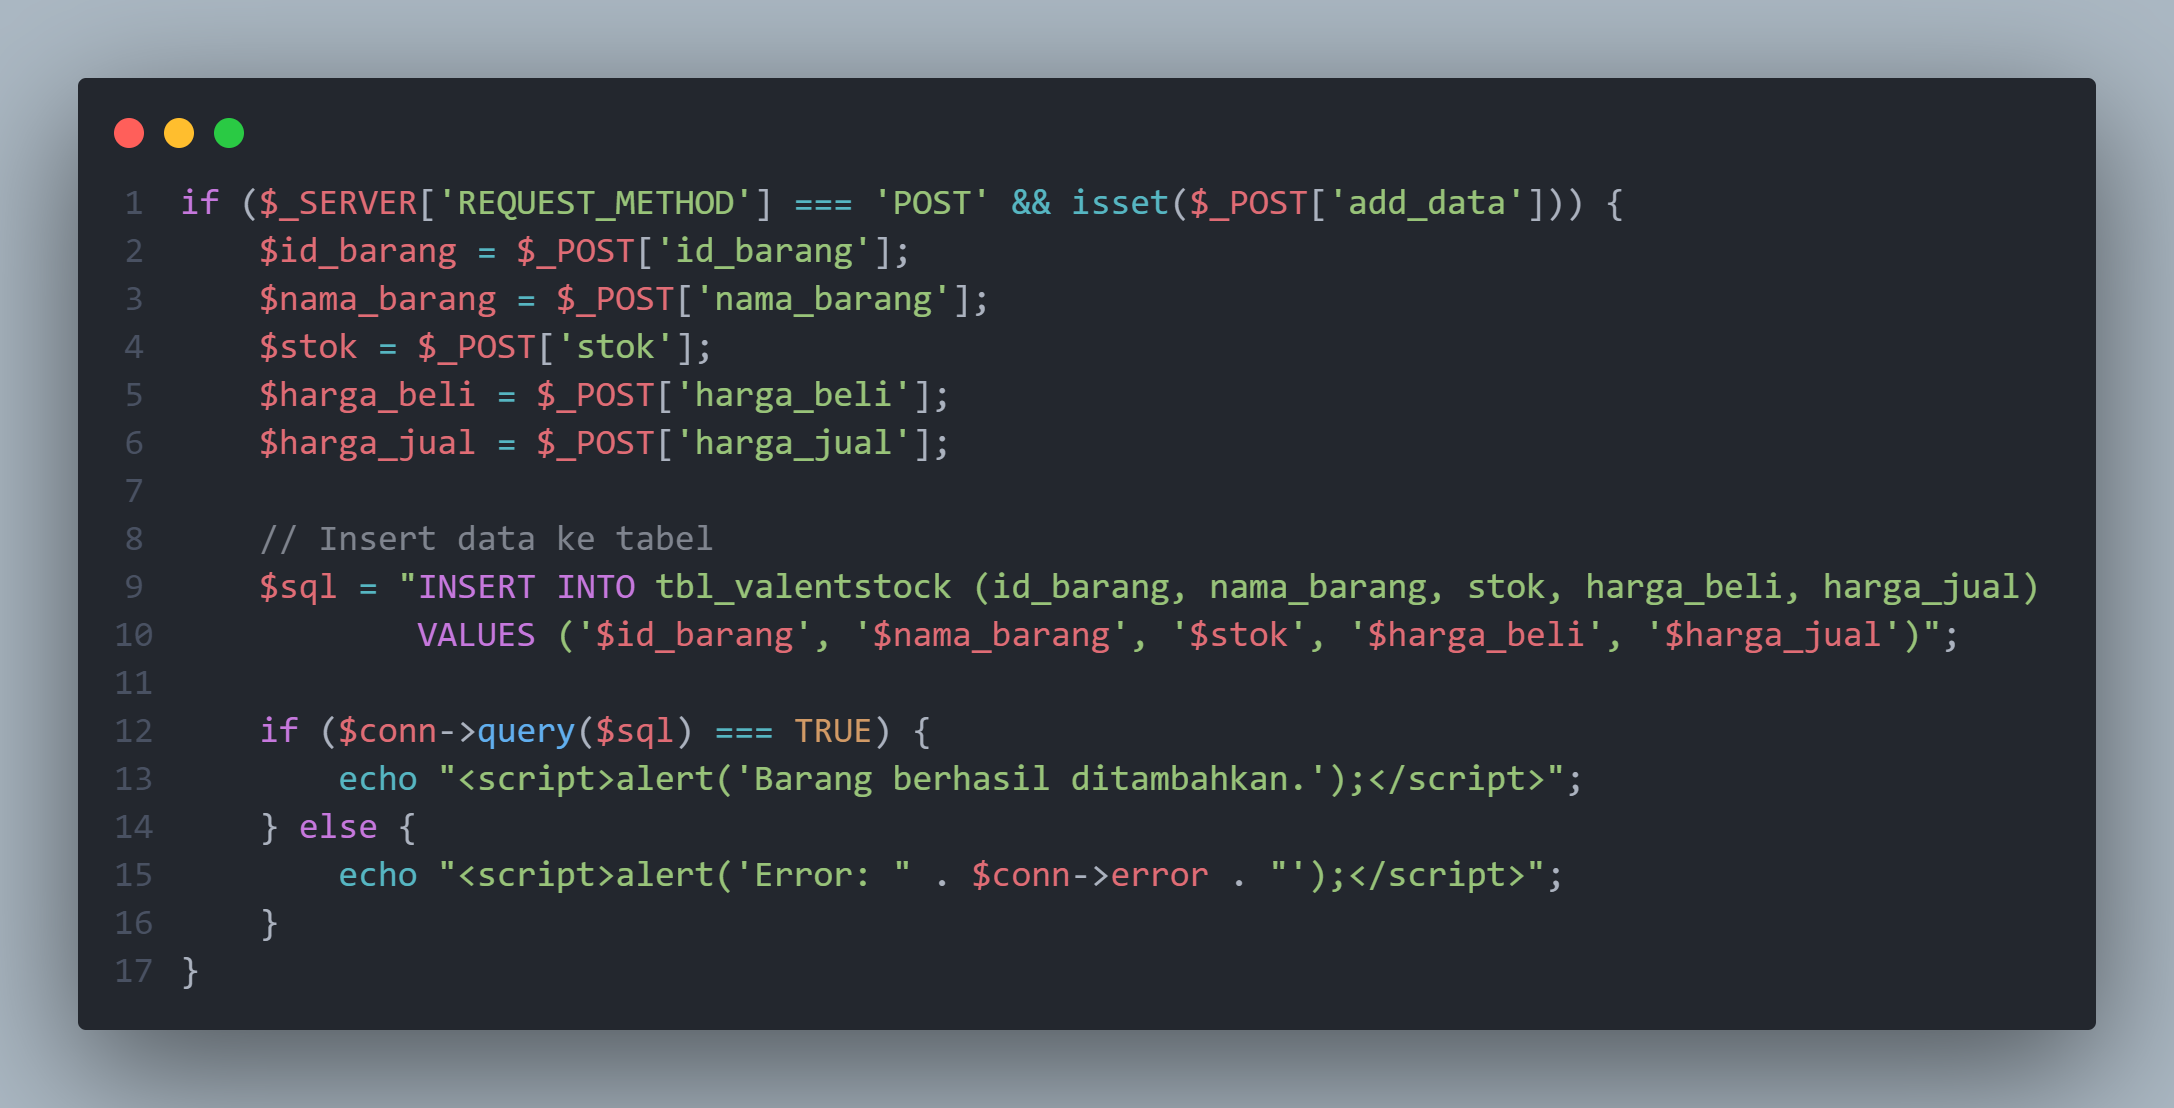 1 if ($_SERVER['REQUEST_METHOD'] === 'POST' && isset($_POST['add_data'])) {
2     $id_barang = $_POST['id_barang'];
3     $nama_barang = $_POST['nama_barang'];
4     $stok = $_POST['stok'];
5     $harga_beli = $_POST['harga_beli'];
6     $harga_jual = $_POST['harga_jual'];
7
8     // Insert data ke tabel
9     $sql = "INSERT INTO tbl_valentstock (id_barang, nama_barang, stok, harga_beli, harga_jual)
10             VALUES ('$id_barang', '$nama_barang', '$stok', '$harga_beli', '$harga_jual')";
11
12     if ($conn->query($sql) === TRUE) {
13         echo "<script>alert('Barang berhasil ditambahkan.');</script>";
14     } else {
15         echo "<script>alert('Error: " . $conn->error . "');</script>";
16     }
17 }